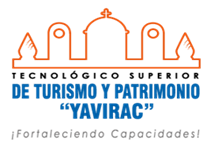 TECNOLÓGICO SUPERIOR
DE TURISMO Y PATRIMONIO
“YAVIRAC”
¡Fortaleciendo Capacidades!